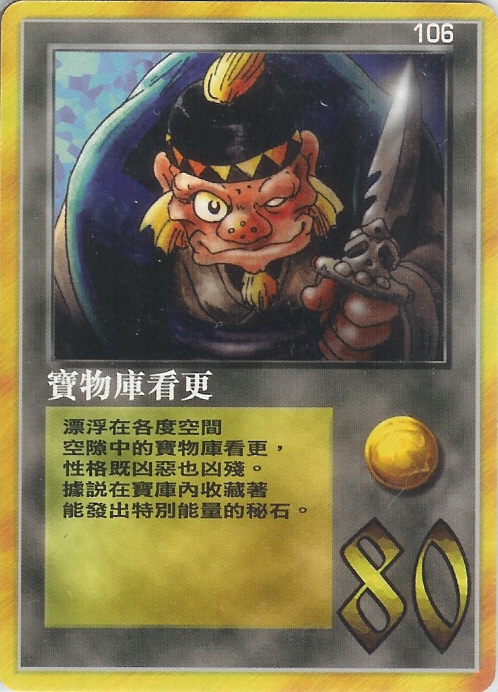 106
寶物庫看更
漂浮在各度空間
空隙中的寶物庫看更，
性格既凶惡也凶殘。
據説在寶庫內收藏著
能發出特別能量的秘石。
80